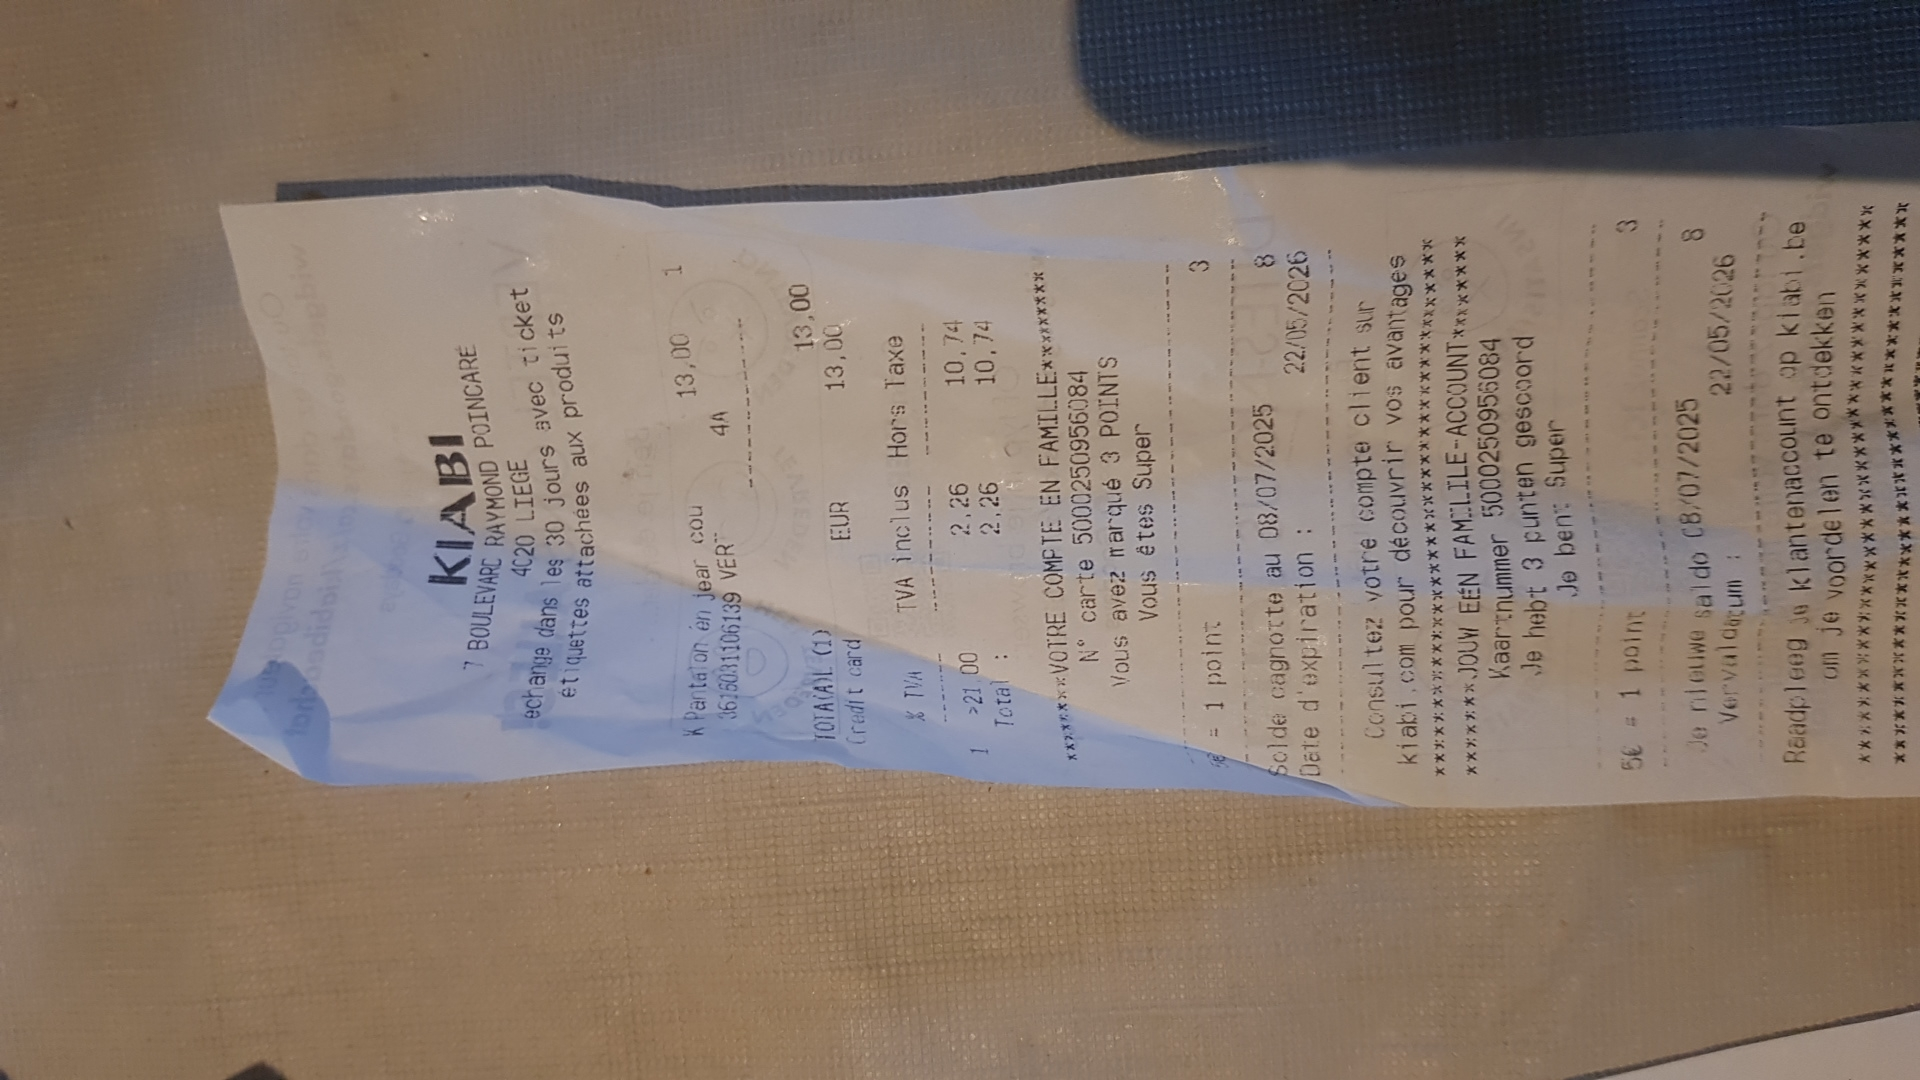 KIABI
7 BOULEVARD RAYMOND POINCARE
4020 LIEGE
echange dans les 30 jours avec ticket
étiquettes attachées aux produits
K Pantalon en jean cou 13,00 1
3616031106139 VERT 4A
TOTA(A)L (1) 13,00
Credit card EUR 13,00
% TVA TVA inclus Hors Taxe
1 >21 00 2,26 10,74
Total : 2,26 10,74
********VOTRE COMPTE EN FAMILLE*********
N° carte 5000250956084
Vous avez marqué 3 POINTS
Vous êtes Super
5€ = 1 point 3
Solde cagnotte au 08/07/2025 8
Date d'expiration : 22/05/2026
Consultez votre compte client sur
kiabi.com pour découvrir vos avantages
****************************************
*******JOUW EEN FAMILIE-ACCOUNT********
Kaartnummer 5000250956084
Je hebt 3 punten gescoord
Je bent Super
5€ = 1 point 3
Je nieuwe saldo 08/07/2025 8
Vervaldatum : 22/05/2026
Raadpleeg je klantenaccount op kiabi.be
om je voordelen te ontdekken
****************************************
****************************************